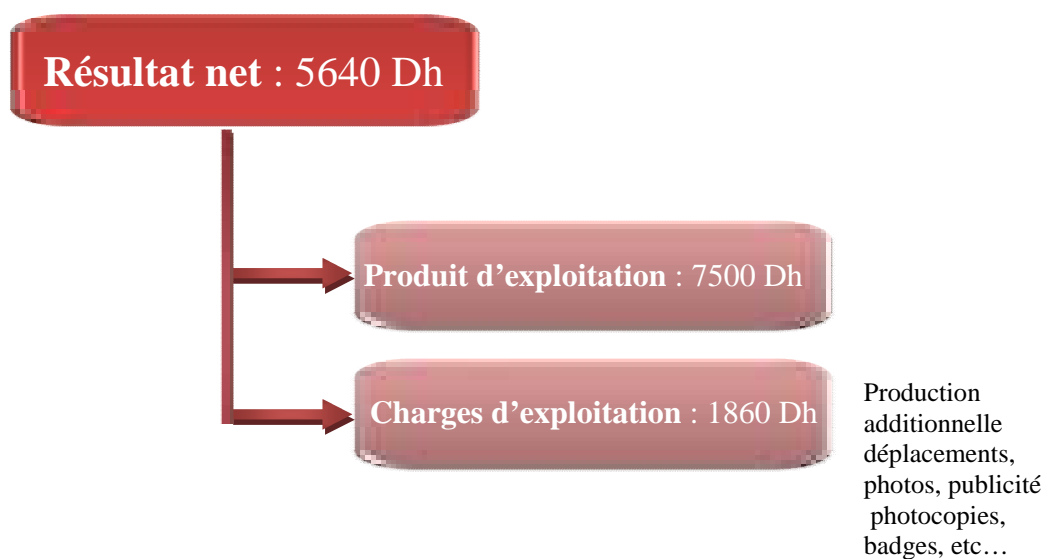 Résultat net : 5640 Dh
Produit d’exploitation : 7500 Dh
Charges d’exploitation : 1860 Dh
Production
additionnelle
déplacements,
photos, publicité
photocopies,
badges, etc…